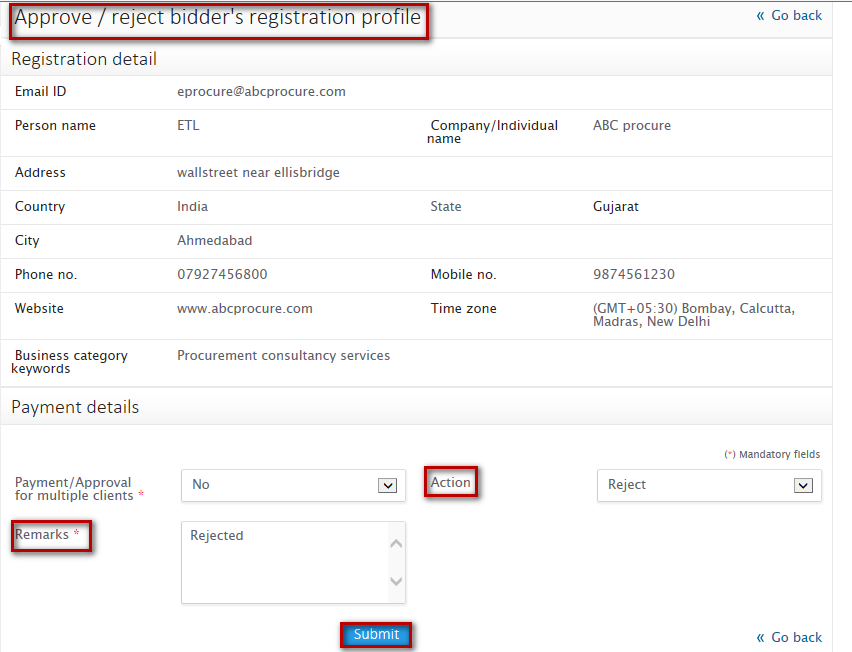 Approve / reject bidder's registration profile
« Go back
Registration detail
Email ID eprocure@abcprocure.com
Person name ETL Company/Individual name ABC procure
Address wallstreet near ellisbridge
Country India State Gujarat
City Ahmedabad
Phone no. 07927456800 Mobile no. 9874561230
Website www.abcprocure.com Time zone (GMT+05:30) Bombay, Calcutta,
Madras, New Delhi
Business category Procurement consultancy services
keywords
Payment details
(*) Mandatory fields
Payment/Approval
for multiple clients * No Action Reject
Remarks * Rejected
Submit
« Go back